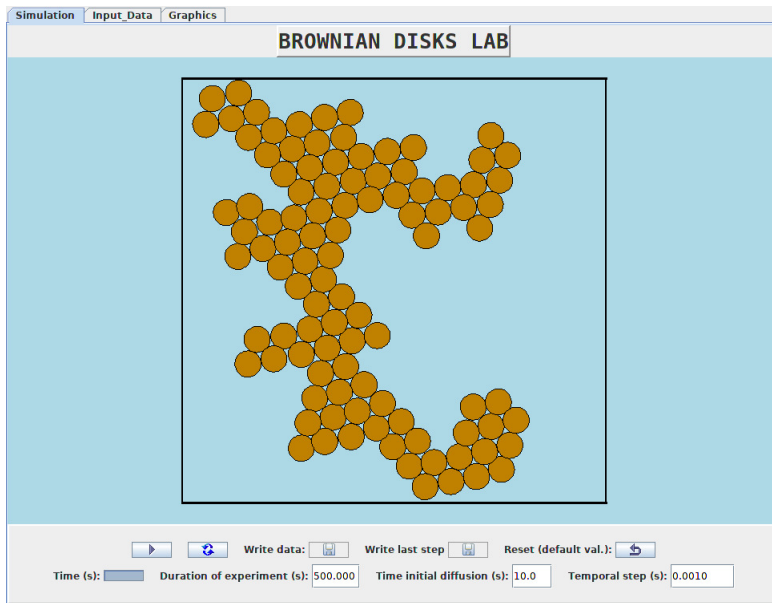 Simulation Input_Data Graphics
BROWNIAN DISKS LAB
Write data: Write last step Reset (default val.):
Time (s): Duration of experiment (s): 500.000 Time initial diffusion (s): 10.0 Temporal step (s): 0.0010